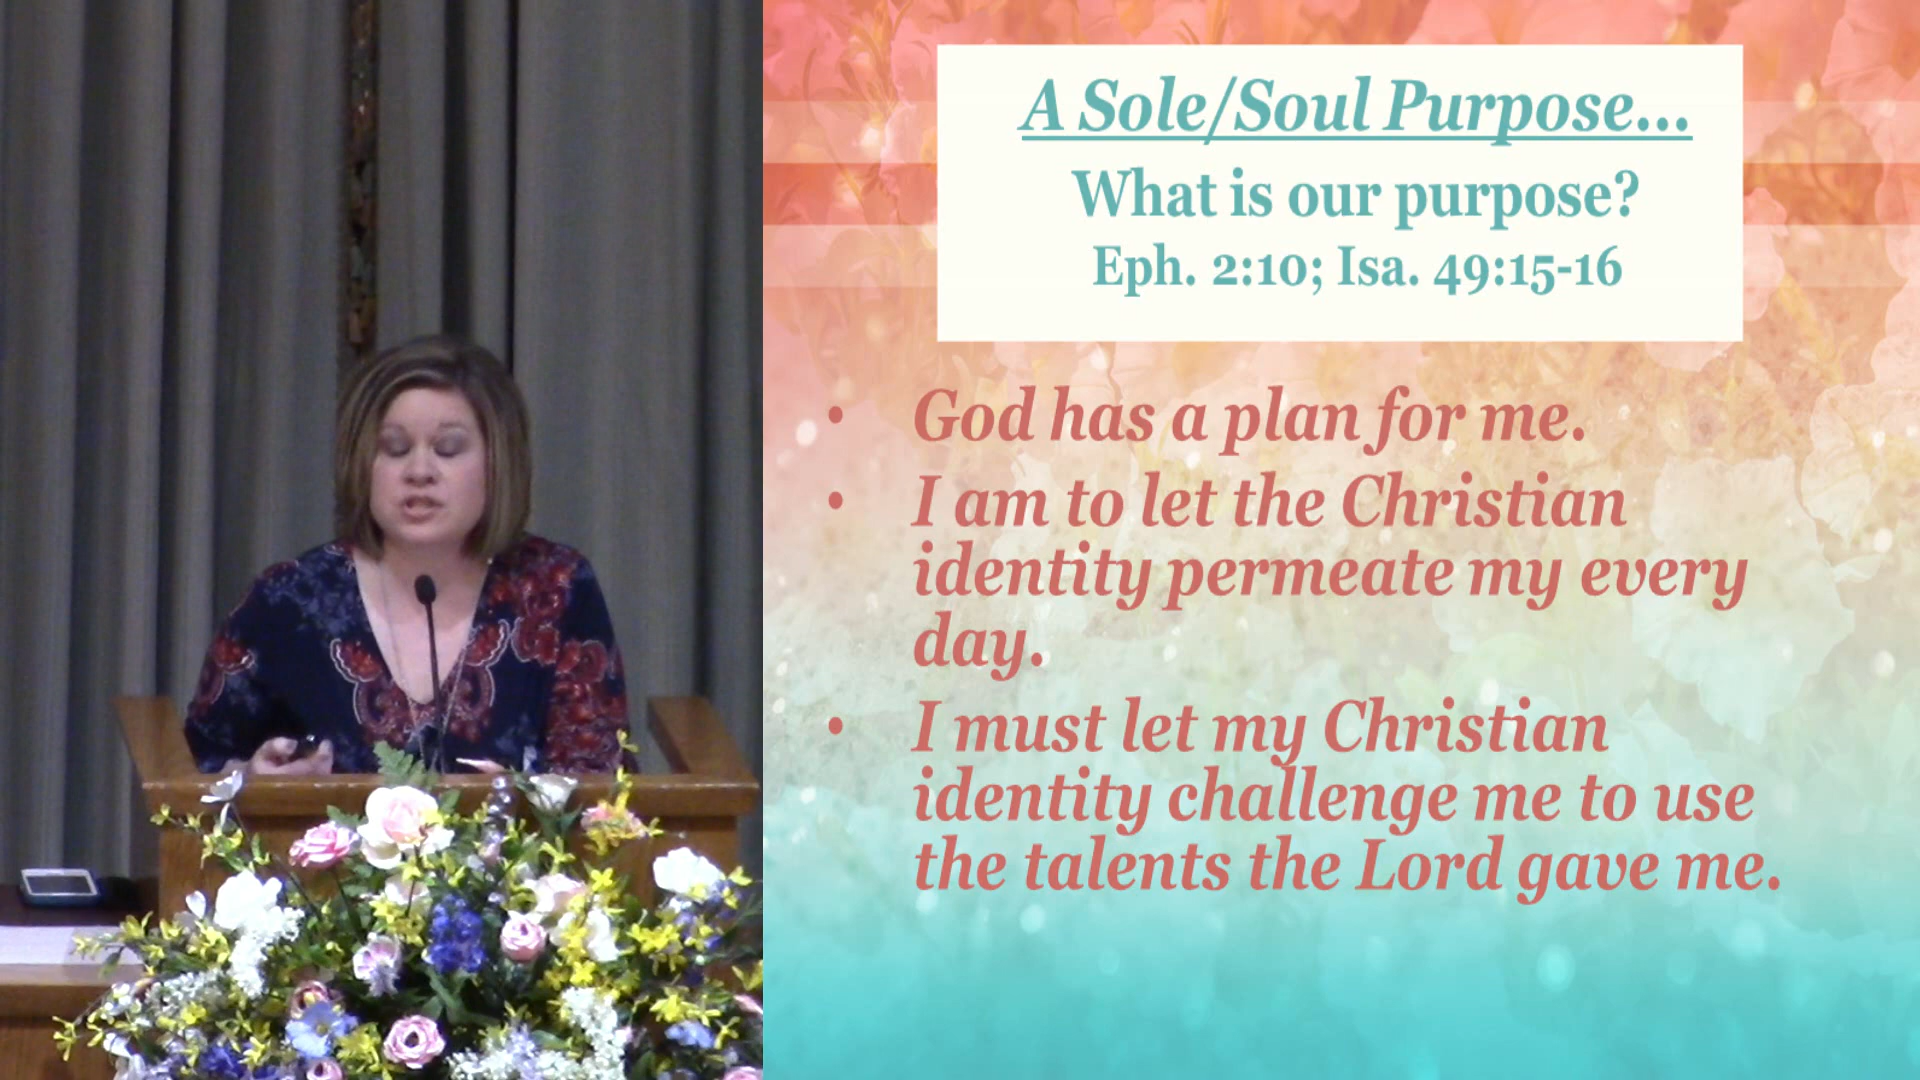 A Sole/Soul Purpose...
What is our purpose?
Eph. 2:10; Isa. 49:15-16
• God has a plan for me.
• I am to let the Christian
identity permeate my every
day.
• I must let my Christian
identity challenge me to use
the talents the Lord gave me.